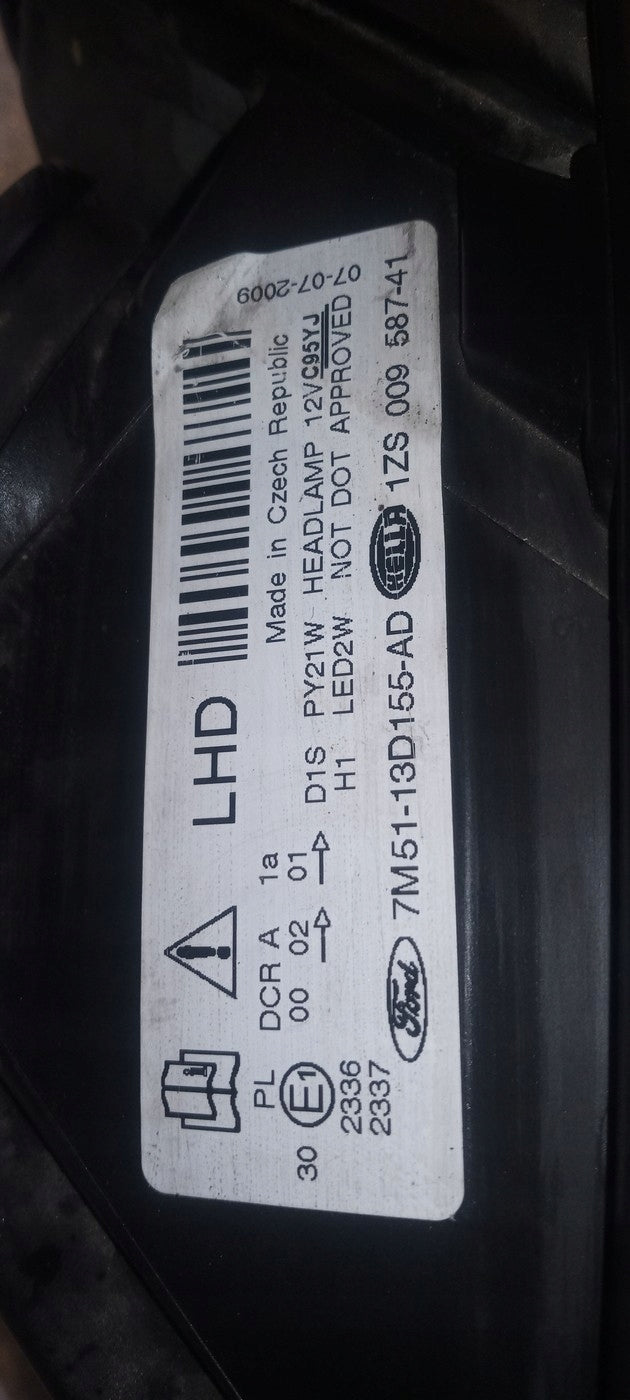 LHD
07-07-2009
PL DCR A 1a Made in Czech Republic
30 E1 00 02 01 D1S PY21W HEADLAMP 12V C95YJ
2336 H1 LED2W NOT DOT APPROVED
2337
Ford 7M51-13D155-AD HELLA 1ZS 009 587-41